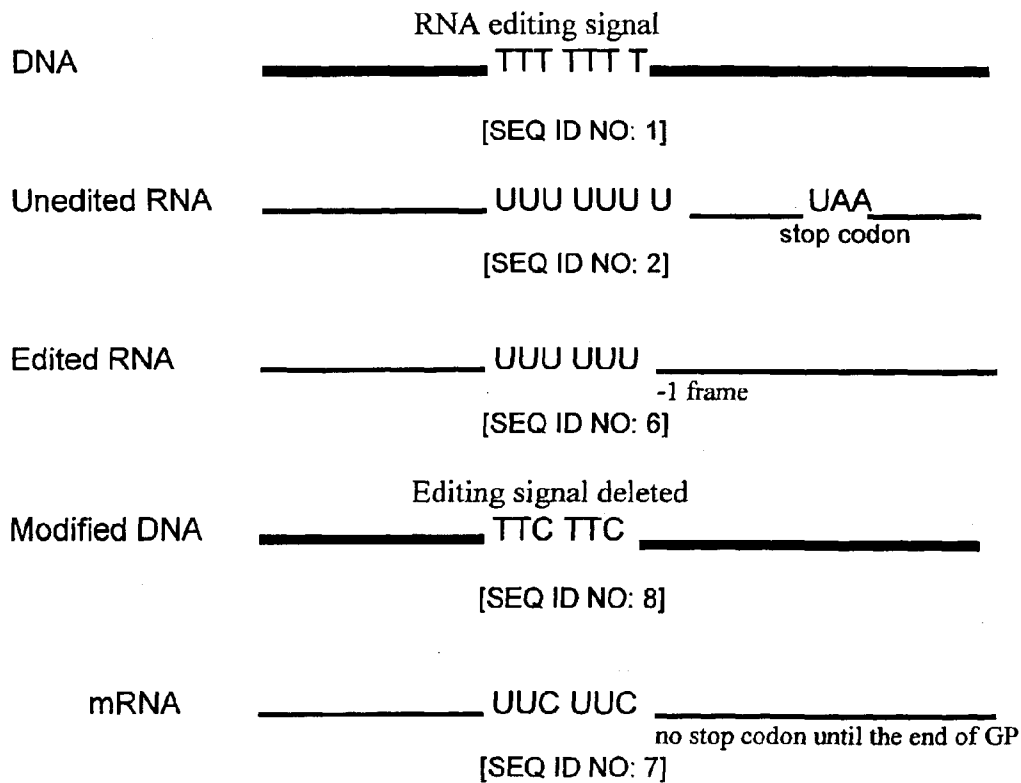 RNA editing signal
DNA TTT TTT T
[SEQ ID NO: 1]
Unedited RNA UUU UUU U UAA
stop codon
[SEQ ID NO: 2]
Edited RNA UUU UUU
-1 frame
[SEQ ID NO: 6]
Editing signal deleted
Modified DNA TTC TTC
[SEQ ID NO: 8]
mRNA UUC UUC
no stop codon until the end of GP
[SEQ ID NO: 7]